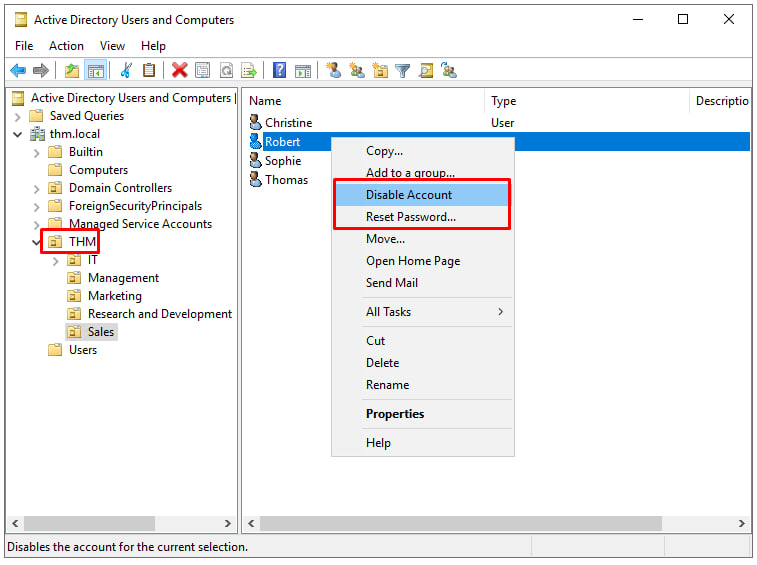 Active Directory Users and Computers
File Action View Help
Active Directory Users and Computers [
Saved Queries
thm.local
Builtin
Computers
Domain Controllers
ForeignSecurityPrincipals
Managed Service Accounts
THM
IT
Management
Marketing
Research and Development
Sales
Users
Name Type Descriptio
Christine User
Robert
Sophie
Thomas
Copy...
Add to a group...
Disable Account
Reset Password...
Move...
Open Home Page
Send Mail
All Tasks
Cut
Delete
Rename
Properties
Help
Disables the account for the current selection.